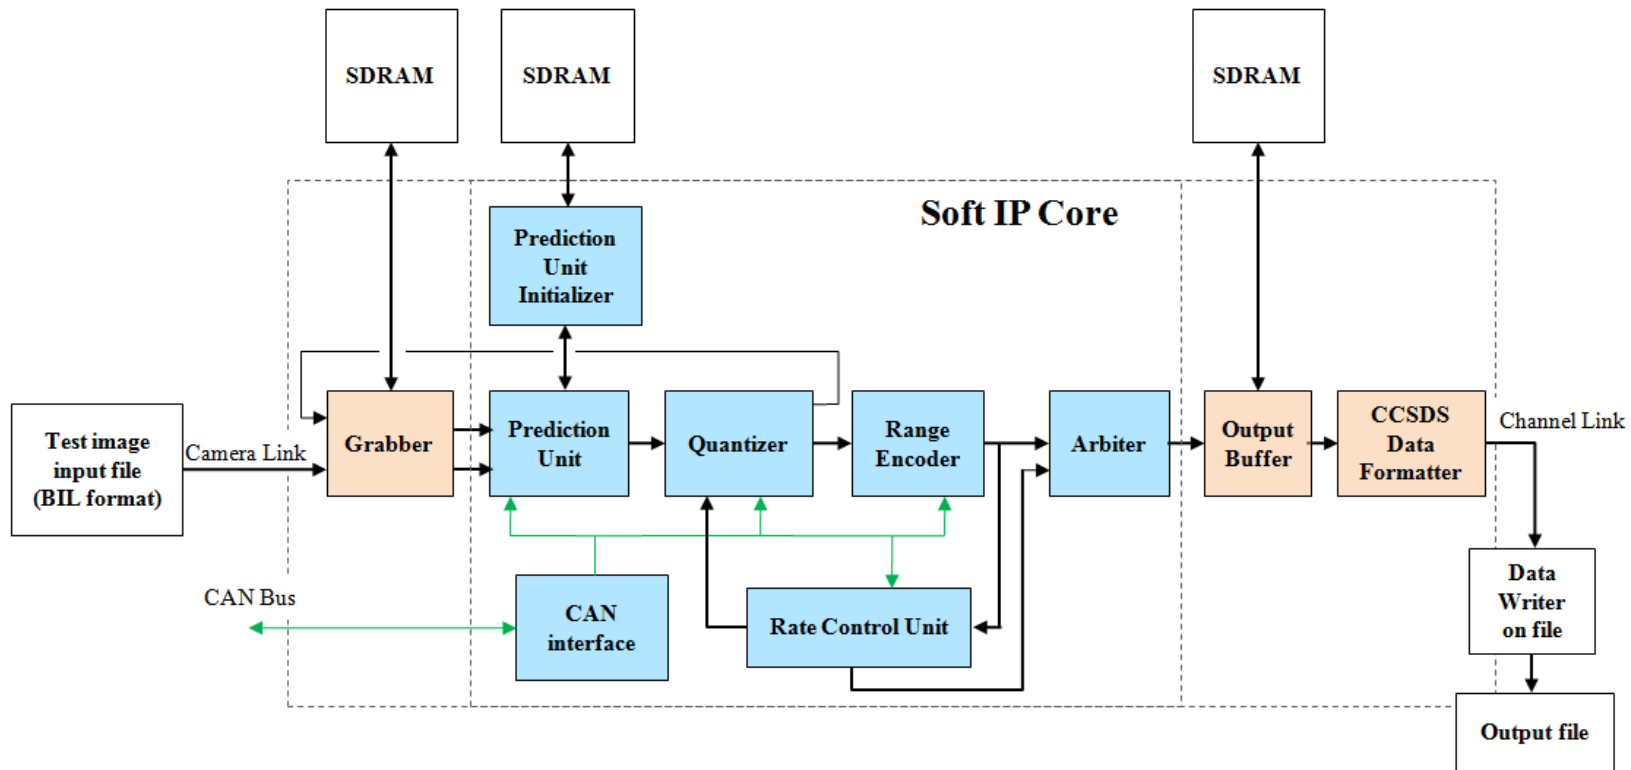 SDRAM
SDRAM
SDRAM
Soft IP Core
Prediction
Unit
Initializer
Test image
input file
(BIL format)
Camera Link
Grabber
Prediction
Unit
Quantizer
Range
Encoder
Arbiter
Output
Buffer
CCSDS
Data
Formatter
Channel Link
CAN Bus
CAN
interface
Rate Control Unit
Data
Writer
on file
Output file